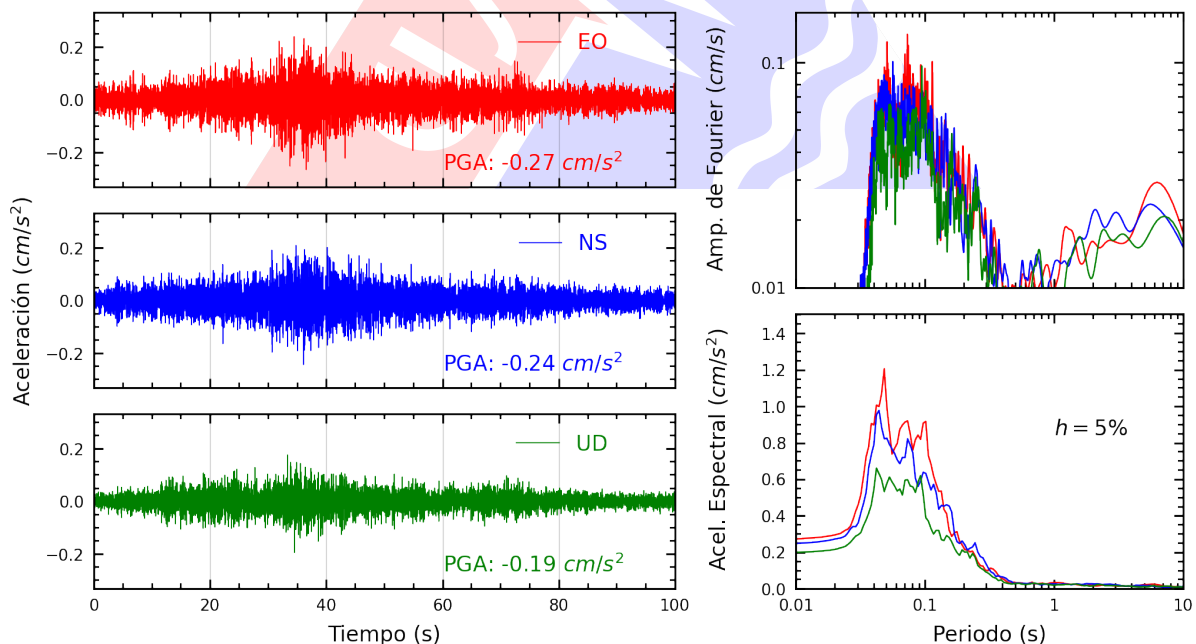 Aceleración (cm/s²)
0.2
0.0
−0.2
EO
PGA: -0.27 cm/s²
0.2
0.0
−0.2
NS
PGA: -0.24 cm/s²
0.2
0.0
−0.2
UD
PGA: -0.19 cm/s²
0 20 40 60 80 100
Tiempo (s)
Amp. de Fourier (cm/s)
0.1
0.01
Acel. Espectral (cm/s²)
1.4
1.2
1.0
0.8
0.6
0.4
0.2
0.0
h = 5%
0.01 0.1 1 10
Periodo (s)